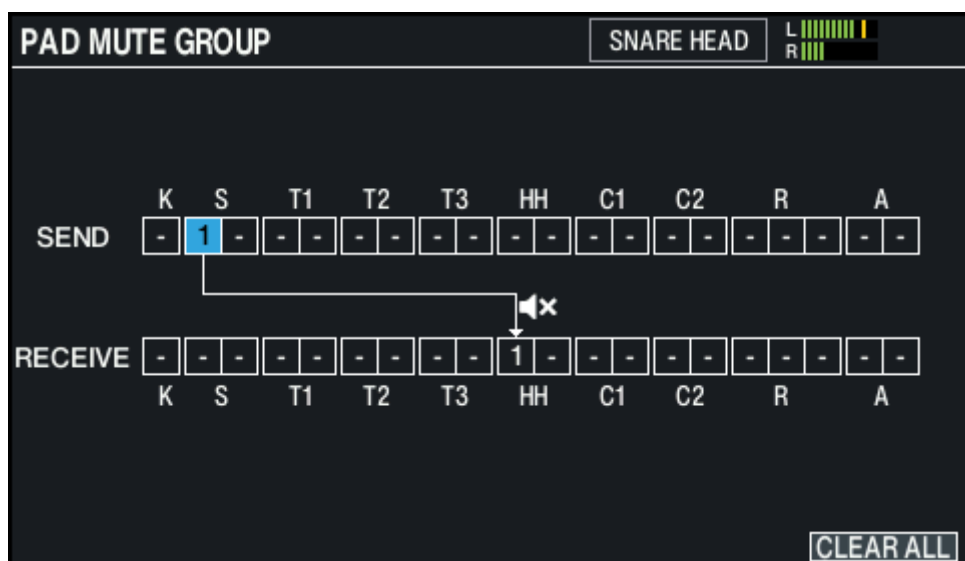 PAD MUTE GROUP SNARE HEAD L
R
K S T1 T2 T3 HH C1 C2 R A
SEND - 1 - - - - - - - - - - - - - - - - - -
RECEIVE - - - - - - - - - 1 - - - - - - - - - -
K S T1 T2 T3 HH C1 C2 R A
CLEAR ALL